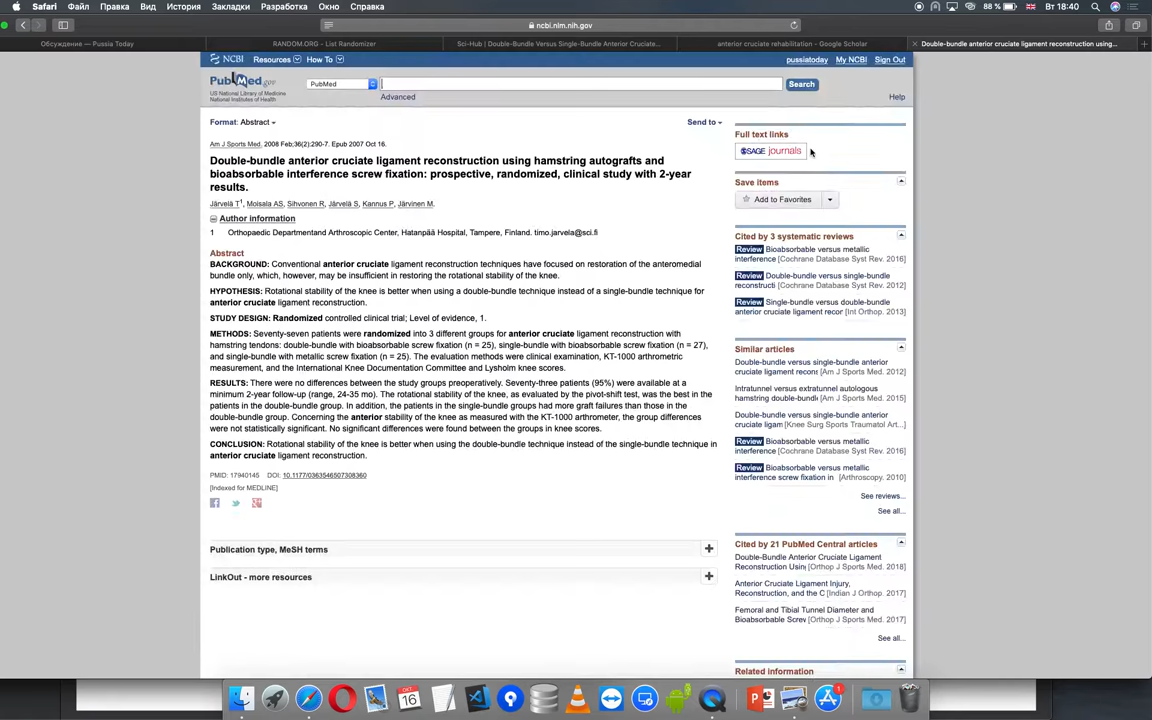 Safari Файл Правка Вид История Закладки Разработка Окно Справка 88 % Вт 18:40
ncbi.nlm.nih.gov
Обсуждение — Pussia Today RANDOM.ORG - List Randomizer Sci-Hub | Double-Bundle Versus Single-Bundle Anterior Cruciate... anterior cruciate rehabilitation - Google Scholar Double-bundle anterior cruciate ligament reconstruction using...
NCBI Resources How To pussiatoday My NCBI Sign Out
PubMed.gov
US National Library of Medicine
National Institutes of Health
PubMed Search
Advanced Help
Format: Abstract Send to
Am J Sports Med. 2008 Feb;36(2):290-7. Epub 2007 Oct 16.
Double-bundle anterior cruciate ligament reconstruction using hamstring autografts and
bioabsorbable interference screw fixation: prospective, randomized, clinical study with 2-year
results.
Järvelä T1, Moisala AS, Sihvonen R, Järvelä S, Kannus P, Järvinen M.
Author information
1 Orthopaedic Departmentand Arthroscopic Center, Hatanpää Hospital, Tampere, Finland. timo.jarvela@sci.fi
Abstract
BACKGROUND: Conventional anterior cruciate ligament reconstruction techniques have focused on restoration of the anteromedial
bundle only, which, however, may be insufficient in restoring the rotational stability of the knee.
HYPOTHESIS: Rotational stability of the knee is better when using a double-bundle technique instead of a single-bundle technique for
anterior cruciate ligament reconstruction.
STUDY DESIGN: Randomized controlled clinical trial; Level of evidence, 1.
METHODS: Seventy-seven patients were randomized into 3 different groups for anterior cruciate ligament reconstruction with
hamstring tendons: double-bundle with bioabsorbable screw fixation (n = 25), single-bundle with bioabsorbable screw fixation (n = 27),
and single-bundle with metallic screw fixation (n = 25). The evaluation methods were clinical examination, KT-1000 arthrometric
measurement, and the International Knee Documentation Committee and Lysholm knee scores.
RESULTS: There were no differences between the study groups preoperatively. Seventy-three patients (95%) were available at a
minimum 2-year follow-up (range, 24-35 mo). The rotational stability of the knee, as evaluated by the pivot-shift test, was the best in the
patients in the double-bundle group. In addition, the patients in the single-bundle groups had more graft failures than those in the
double-bundle group. Concerning the anterior stability of the knee as measured with the KT-1000 arthrometer, the group differences
were not statistically significant. No significant differences were found between the groups in knee scores.
CONCLUSION: Rotational stability of the knee is better when using the double-bundle technique instead of the single-bundle technique in
anterior cruciate ligament reconstruction.
PMID: 17940145 DOI: 10.1177/0363546507308360
[Indexed for MEDLINE]
Publication type, MeSH terms
LinkOut - more resources
Full text links
SAGE journals
Save items
Add to Favorites
Cited by 3 systematic reviews
Review Bioabsorbable versus metallic
interference [Cochrane Database Syst Rev. 2016]
Review Double-bundle versus single-bundle
reconstructi [Cochrane Database Syst Rev. 2012]
Review Single-bundle versus double-bundle
anterior cruciate ligament recor [Int Orthop. 2013]
Similar articles
Double-bundle versus single-bundle anterior
cruciate ligament recons [Am J Sports Med. 2012]
Intratunnel versus extratunnel autologous
hamstring double-bundle [Am J Sports Med. 2015]
Double-bundle versus single-bundle anterior
cruciate ligam [Knee Surg Sports Traumatol Art...]
Review Bioabsorbable versus metallic
interference [Cochrane Database Syst Rev. 2016]
Review Bioabsorbable versus metallic
interference screw fixation in [Arthroscopy. 2010]
See reviews...
See all...
Cited by 21 PubMed Central articles
Double-Bundle Anterior Cruciate Ligament
Reconstruction Usin [Orthop J Sports Med. 2018]
Anterior Cruciate Ligament Injury,
Reconstruction, and the C [Indian J Orthop. 2017]
Femoral and Tibial Tunnel Diameter and
Bioabsorbable Screv [Orthop J Sports Med. 2017]
See all...
Related information
ОКТ
16
1